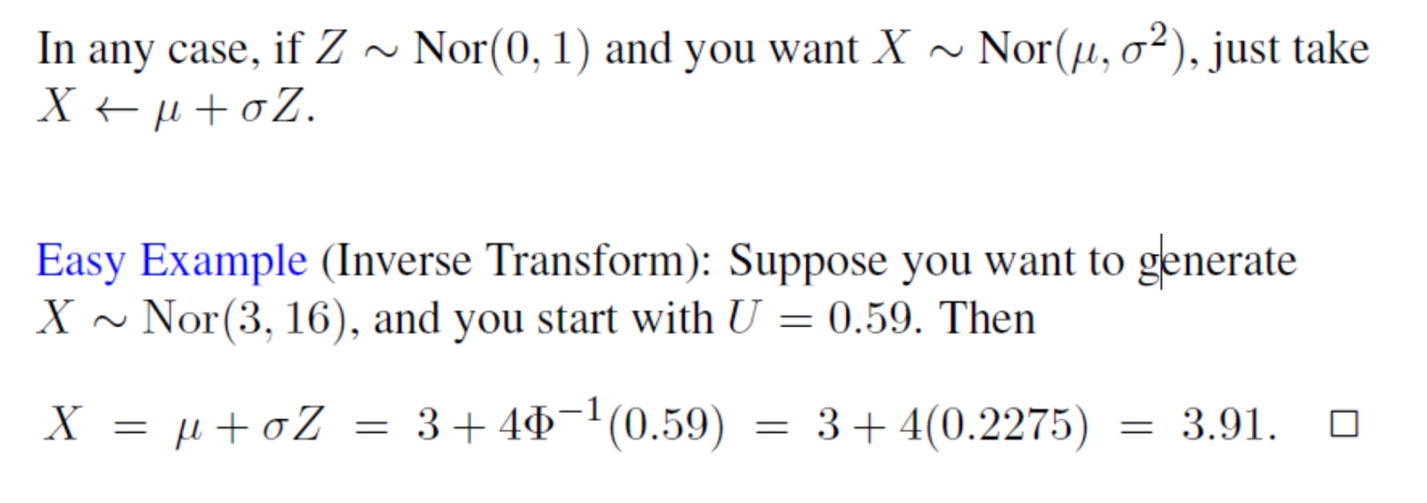 In any case, if Z ∼ Nor(0, 1) and you want X ∼ Nor(μ, σ²), just take
X ← μ + σZ.
Easy Example (Inverse Transform): Suppose you want to generate
X ∼ Nor(3, 16), and you start with U = 0.59. Then
X = μ + σZ = 3 + 4Φ⁻¹(0.59) = 3 + 4(0.2275) = 3.91. □